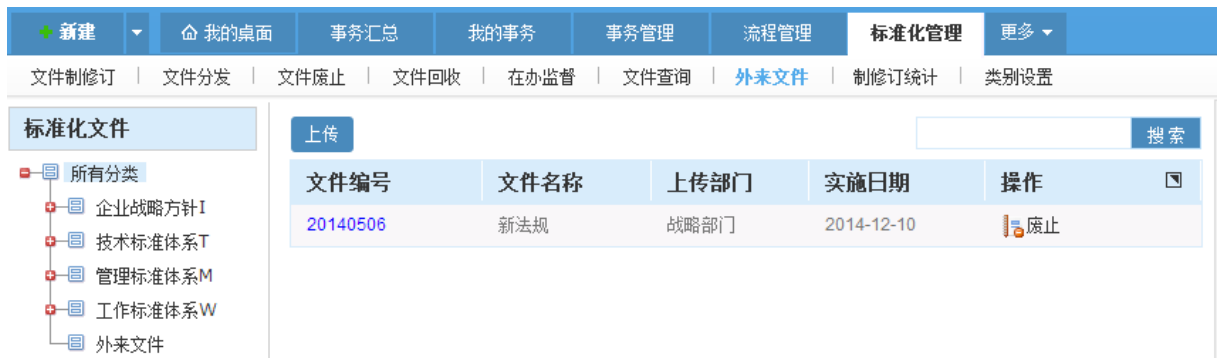 新建 我的桌面 事务汇总 我的事务 事务管理 流程管理 标准化管理 更多
文件制修订 文件分发 文件废止 文件回收 在办监督 文件查询 外来文件 制修订统计 类别设置
标准化文件
上传 搜索
所有分类
企业战略方针I
技术标准体系T
管理标准体系M
工作标准体系W
外来文件
文件编号 文件名称 上传部门 实施日期 操作
20140506 新法规 战略部门 2014-12-10 废止